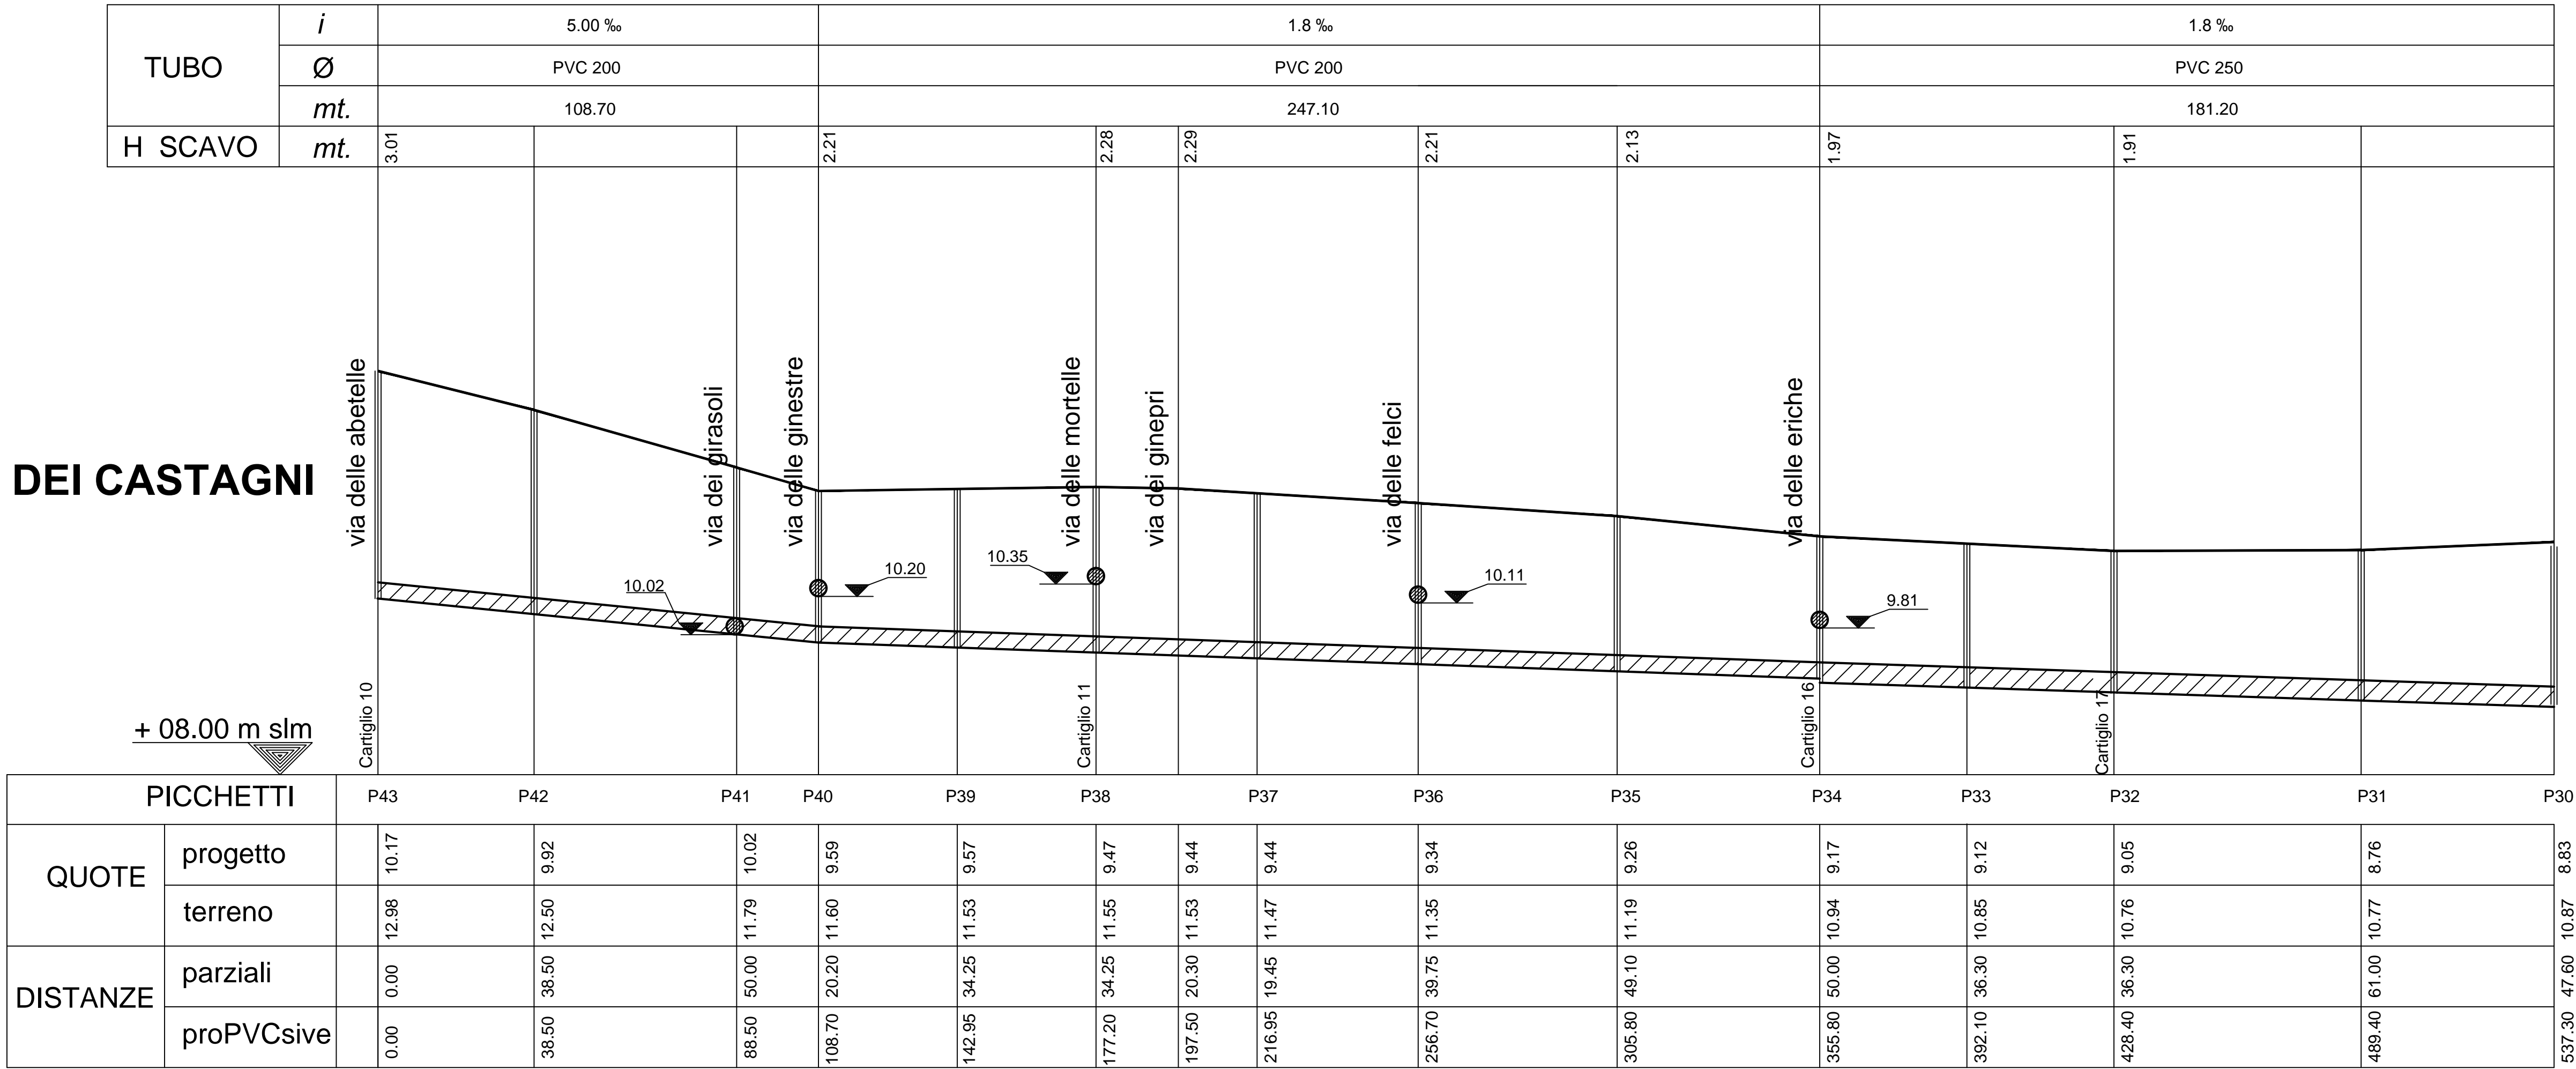 TUBO
i 5.00 ‰ 1.8 ‰ 1.8 ‰
Ø PVC 200 PVC 200 PVC 250
mt. 108.70 247.10 181.20
H SCAVO mt. 3.01 2.21 2.28 2.29 2.21 2.13 1.97 1.91
DEI CASTAGNI
via delle abetelle
via dei girasoli
via delle ginestre
via delle mortelle
via dei ginepri
via delle felci
via delle eriche
10.02
10.20
10.35
10.11
9.81
Cartiglio 10
Cartiglio 11
Cartiglio 16
Cartiglio 17
+ 08.00 m slm
PICCHETTI P43 P42 P41 P40 P39 P38 P37 P36 P35 P34 P33 P32 P31 P30
QUOTE
progetto 10.17 9.92 10.02 9.59 9.57 9.47 9.44 9.44 9.34 9.26 9.17 9.12 9.05 8.76 8.83
terreno 12.98 12.50 11.79 11.60 11.53 11.55 11.53 11.47 11.35 11.19 10.94 10.85 10.76 10.77 10.87
DISTANZE
parziali 0.00 38.50 50.00 20.20 34.25 34.25 20.30 19.45 39.75 49.10 50.00 36.30 36.30 61.00 47.60
proPVCsive 0.00 38.50 88.50 108.70 142.95 177.20 197.50 216.95 256.70 305.80 355.80 392.10 428.40 489.40 537.30